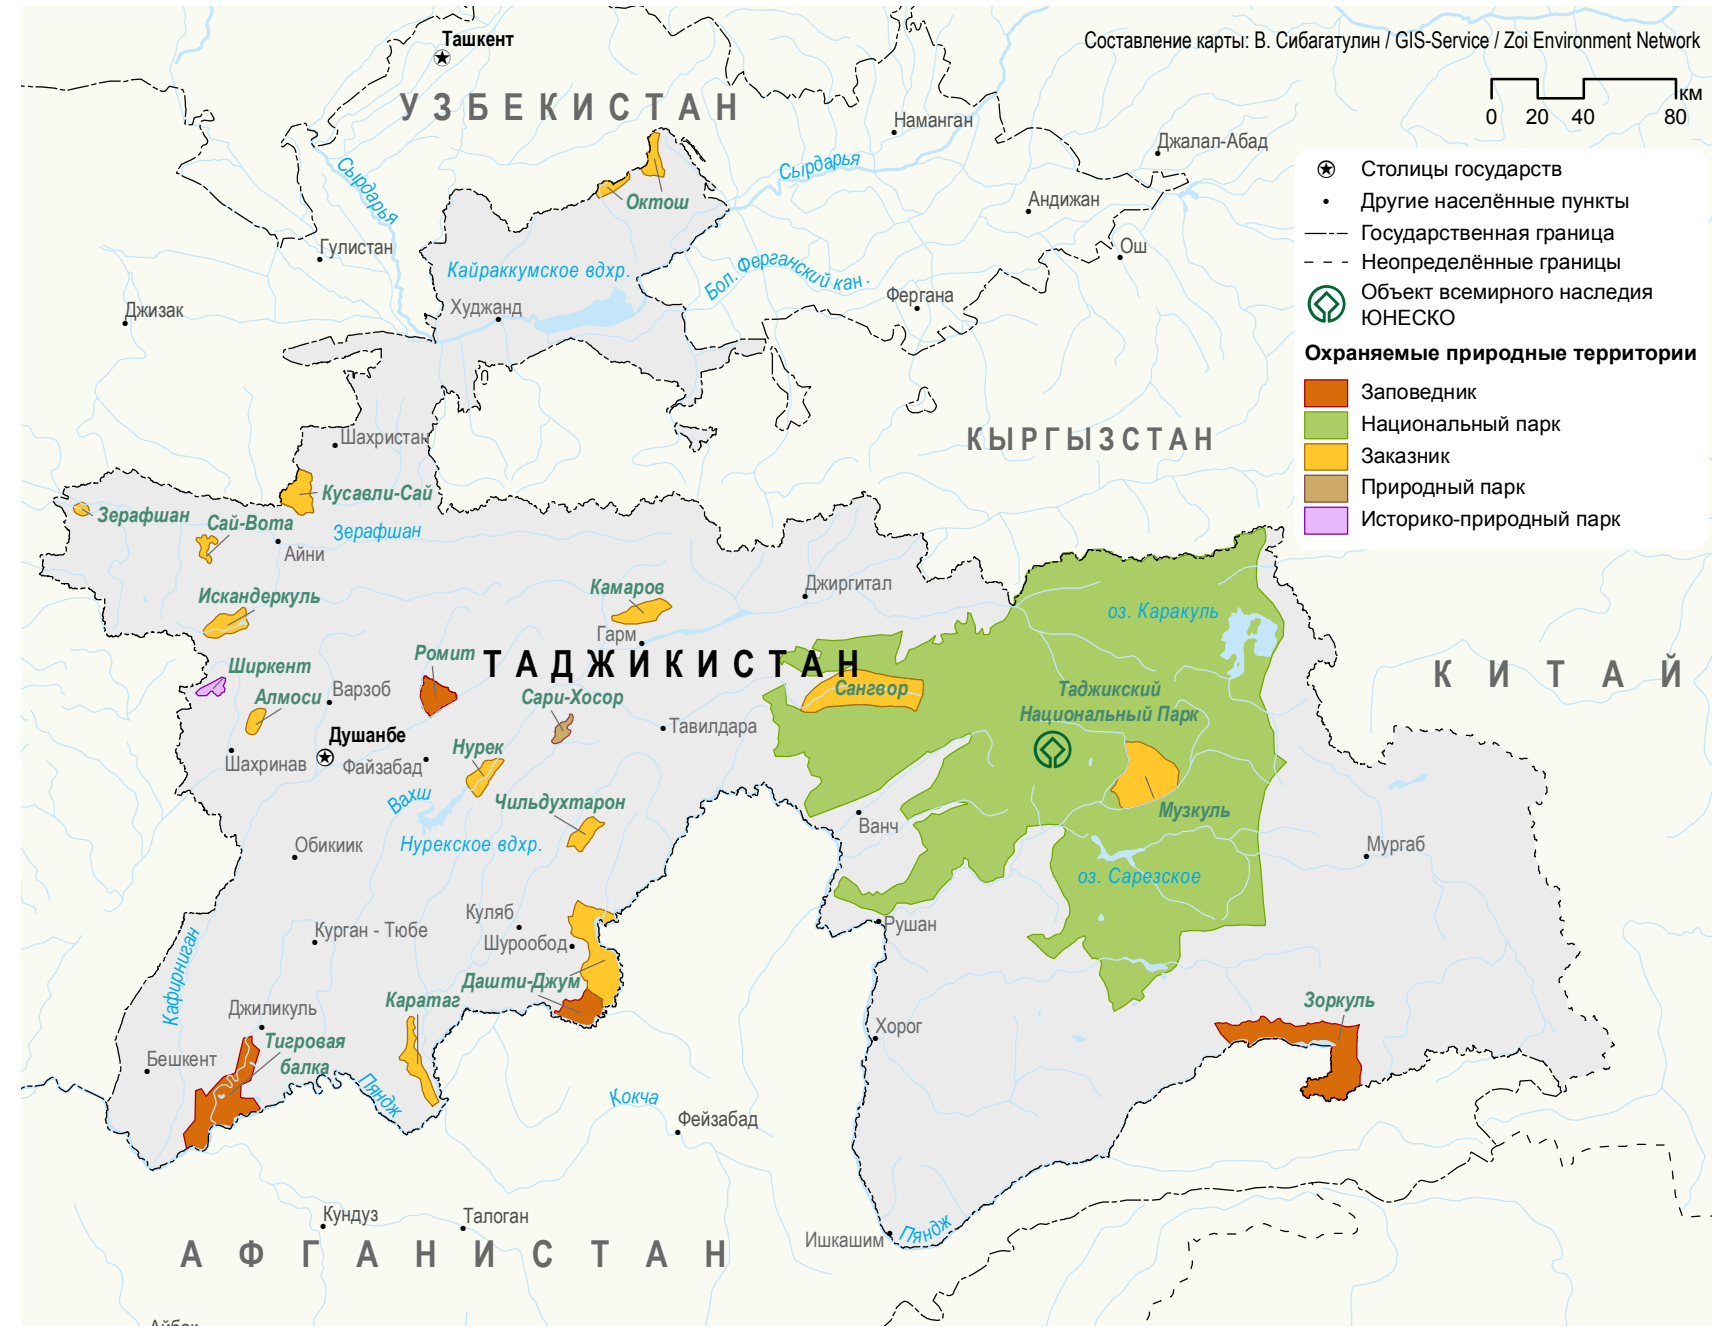 Ташкент
Составление карты: В. Сибагатулин / GIS-Service / Zoi Environment Network
УЗБЕКИСТАН
км
0 20 40 80
Наманган
Джалал-Абад
Сырдарья
Сырдарья
Октош
Андижан
Гулистан
Ош
Кайраккумское вдхр.
Бол. Ферганский кан.
Фергана
Худжанд
Джизак
Столицы государств
Другие населённые пункты
Государственная граница
Неопределённые границы
Объект всемирного наследия
ЮНЕСКО
Охраняемые природные территории
Заповедник
Национальный парк
Заказник
Природный парк
Историко-природный парк
Шахристан
КЫРГЫЗСТАН
Кусавли-Сай
Зерафшан
Сай-Вота
Зерафшан
Айни
Искандеркуль
Камаров
Джиргитал
оз. Каракуль
Гарм
Ромит
ТАДЖИКИСТАН
КИТАЙ
Ширкент
Варзоб
Алмоси
Сари-Хосор
Сангвор
Таджикский
Национальный Парк
Тавилдара
Душанбе
Нурек
Шахринав
Файзабад
Вахш
Чильдухтарон
Музкуль
Ванч
Обикиик
Нурекское вдхр.
Мургаб
оз. Сарезское
Куляб
Курган - Тюбе
Шурообод
Рушан
Кафирниган
Дашти-Джум
Каратаг
Зоркуль
Джиликуль
Хорог
Тигровая
балка
Бешкент
Пяндж
Кокча
Фейзабад
Кундуз
Талоган
Ишкашим
Пяндж
АФГАНИСТАН